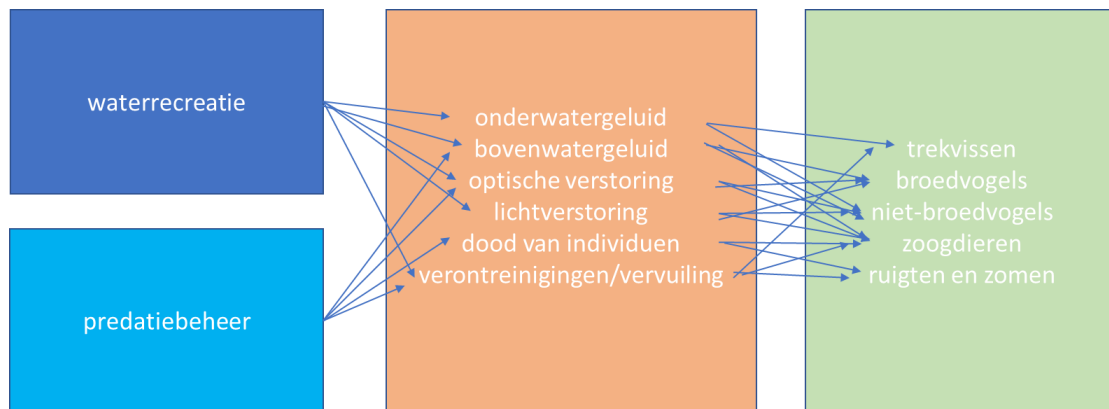 waterrecreatie
predatiebeheer
onderwatergeluid
bovenwatergeluid
optische verstoring
lichtverstoring
dood van individuen
verontreinigingen/vervuiling
trekvissen
broedvogels
niet-broedvogels
zoogdieren
ruigten en zomen